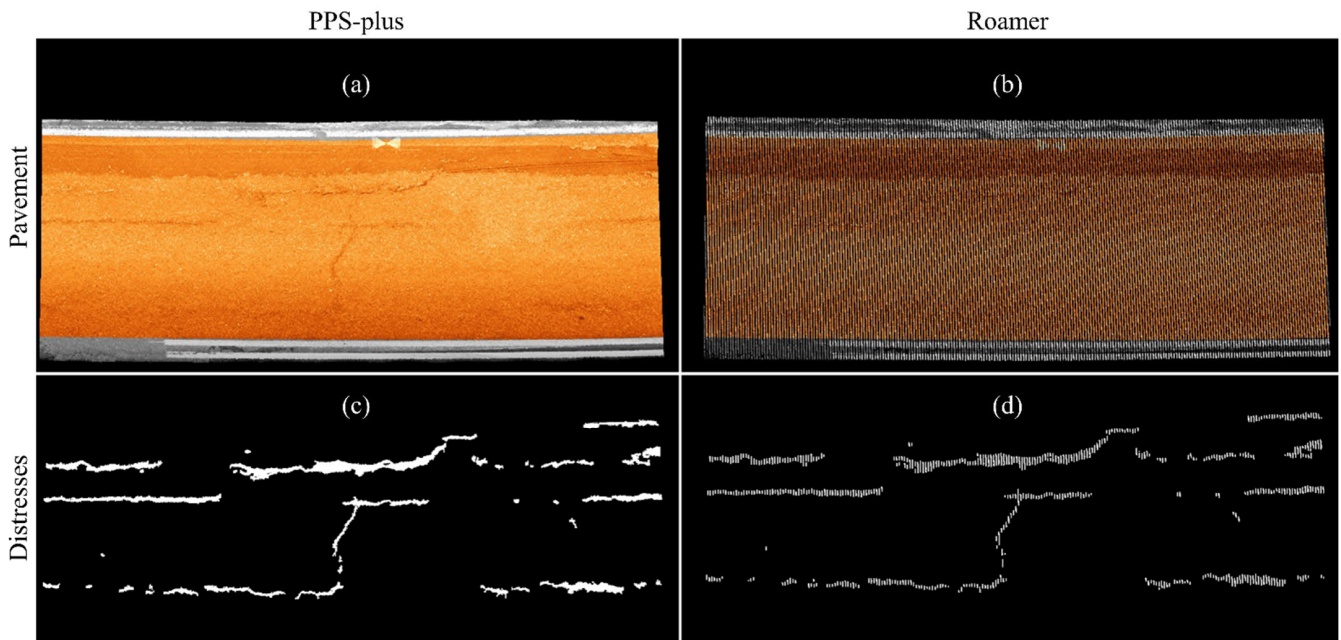 PPS-plus
Roamer
Pavement
(a)
(b)
Distresses
(c)
(d)